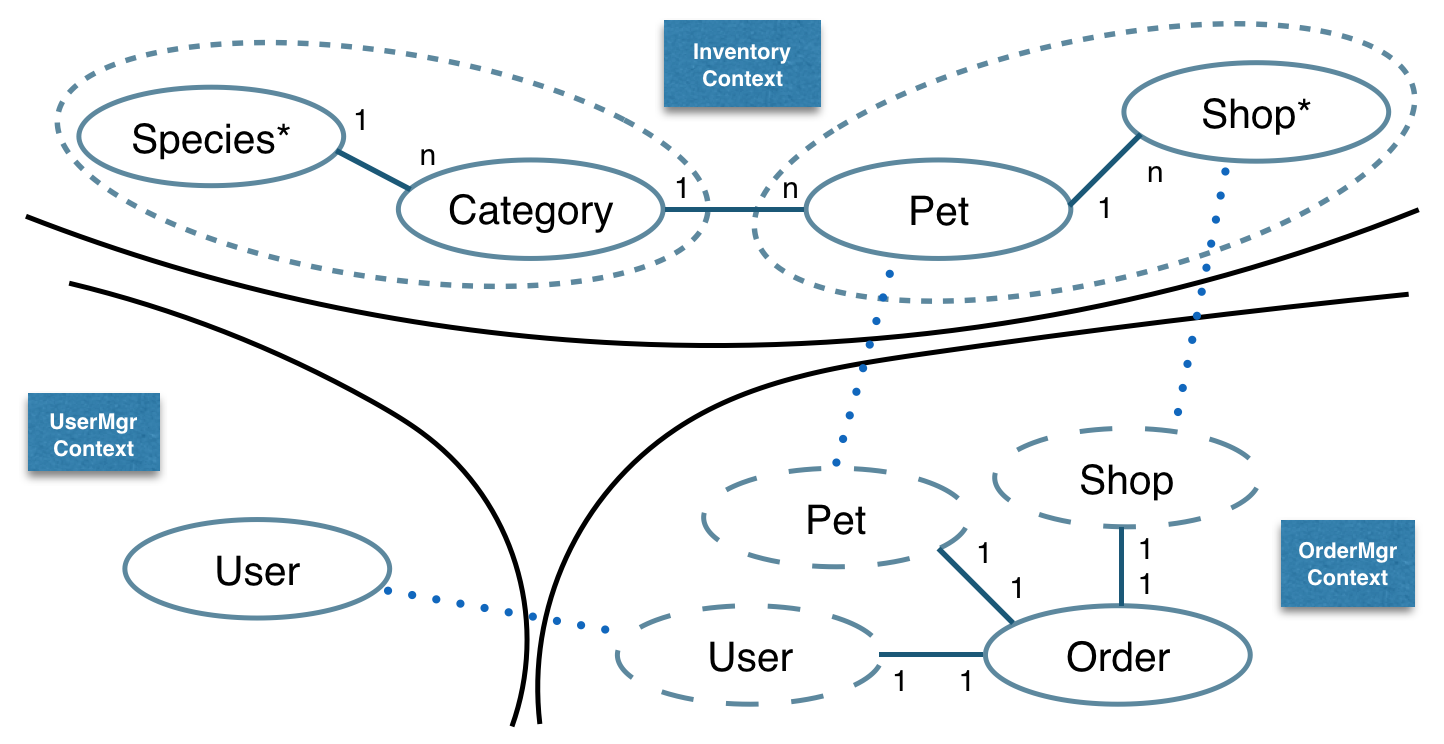 Inventory
Context
Species*
1
n
Category
1
n
Pet
1
n
Shop*
UserMgr
Context
User
Pet
1
1
Shop
1
1
OrderMgr
Context
User
1
1
Order